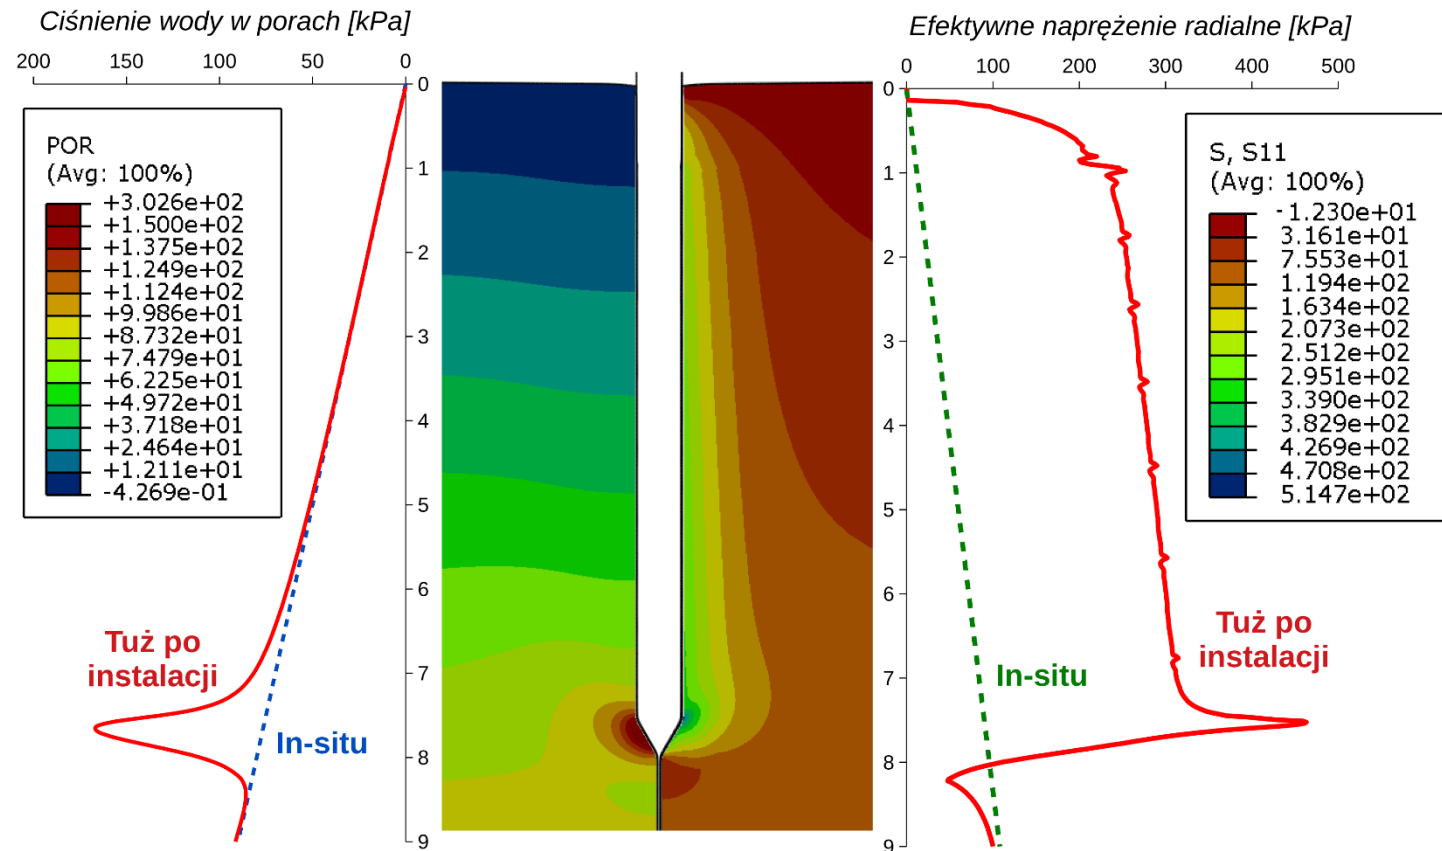 Ciśnienie wody w porach [kPa]
200 150 100 50 0
POR
(Avg: 100%)
+3.026e+02
+1.500e+02
+1.375e+02
+1.249e+02
+1.124e+02
+9.986e+01
+8.732e+01
+7.479e+01
+6.225e+01
+4.972e+01
+3.718e+01
+2.464e+01
+1.211e+01
-4.269e-01
Tuż po
instalacji
In-situ
0
1
2
3
4
5
6
7
8
9
Efektywne naprężenie radialne [kPa]
0 100 200 300 400 500
0
1
2
3
4
5
6
7
8
9
S, S11
(Avg: 100%)
-1.230e+01
3.161e+01
7.553e+01
1.194e+02
1.634e+02
2.073e+02
2.512e+02
2.951e+02
3.390e+02
3.829e+02
4.269e+02
4.708e+02
5.147e+02
Tuż po
instalacji
In-situ